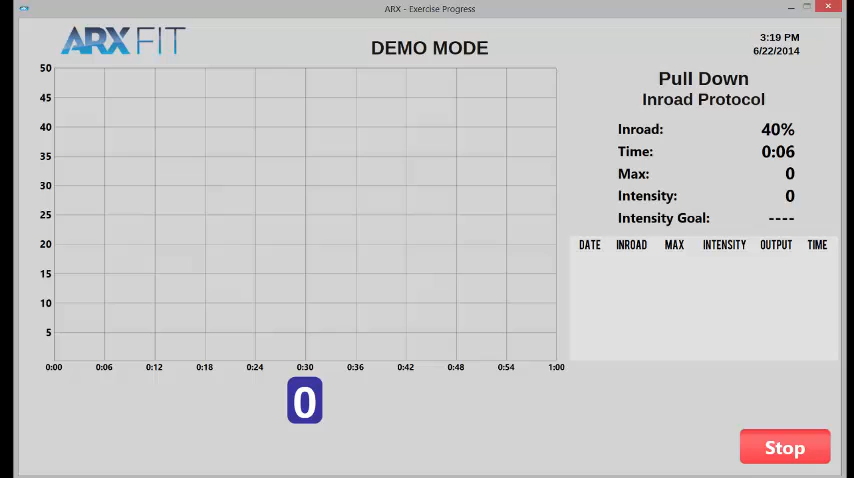 ARX - Exercise Progress
ARX FIT
DEMO MODE
3:19 PM
6/22/2014
Pull Down
Inroad Protocol
Inroad: 40%
Time: 0:06
Max: 0
Intensity: 0
Intensity Goal: ----
DATE INROAD MAX INTENSITY OUTPUT TIME
50
45
40
35
30
25
20
15
10
5
0:00 0:06 0:12 0:18 0:24 0:30 0:36 0:42 0:48 0:54 1:00
0
Stop